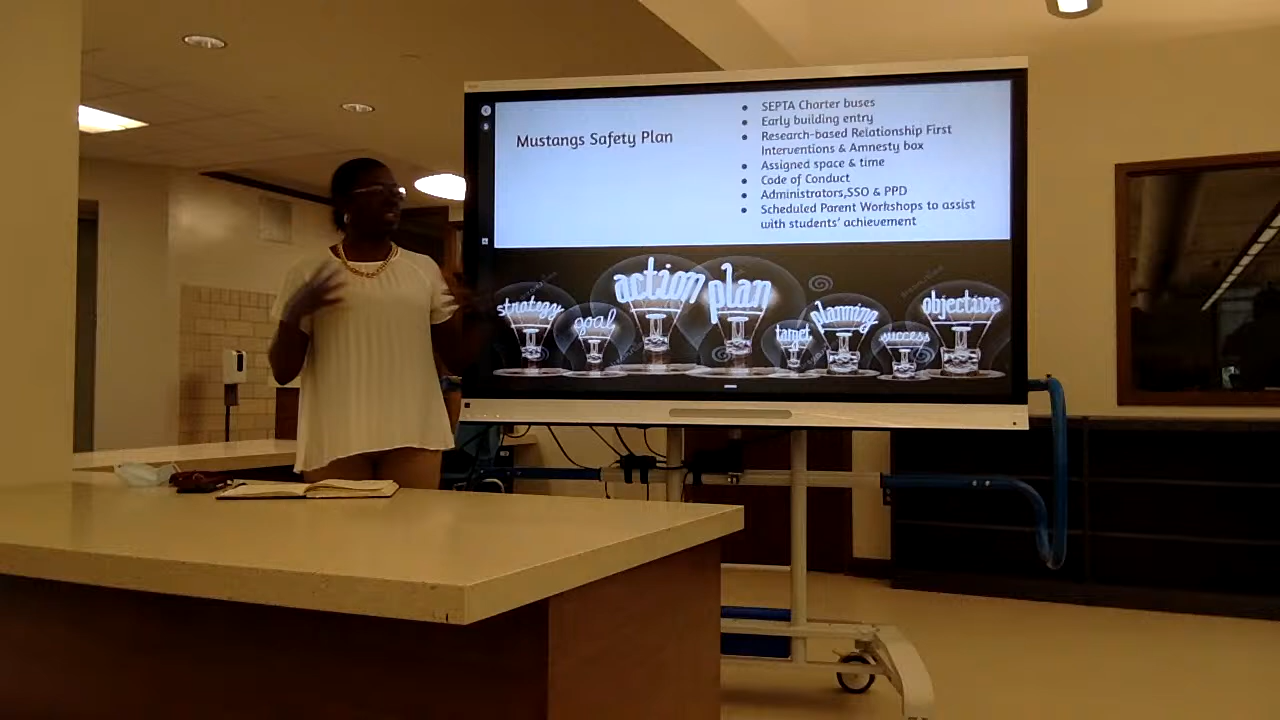 Mustangs Safety Plan
SEPTA Charter buses
Early building entry
Research-based Relationship First
Interventions & Amnesty box
Assigned space & time
Code of Conduct
Administrators,SSO & PPD
Scheduled Parent Workshops to assist
with students' achievement
strategy
goal
action
plan
target
planning
success
objective